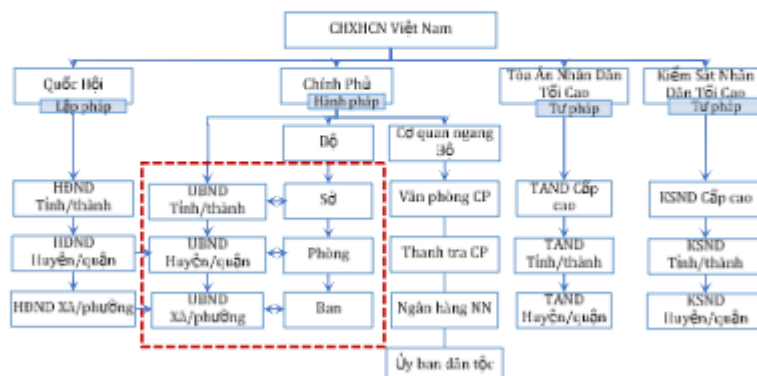 CHXHCN Việt Nam
Quốc Hội
Lập pháp
Chính Phủ
Hành pháp
Tòa Án Nhân Dân
Tối Cao
Tư pháp
Kiểm Sát Nhân
Dân Tối Cao
Tư pháp
Bộ
Cơ quan ngang
Bộ
HĐND
Tỉnh/thành
UBND
Tỉnh/thành
Sở
Văn phòng CP
TAND Cấp
cao
KSND Cấp cao
HĐND
Huyện/quận
UBND
Huyện/quận
Phòng
Thanh tra CP
TAND
Tỉnh/thành
KSND
Tỉnh/thành
HĐND Xã/phường
UBND
Xã/phường
Ban
Ngân hàng NN
TAND
Huyện/quận
KSND
Huyện/quận
Ủy ban dân tộc